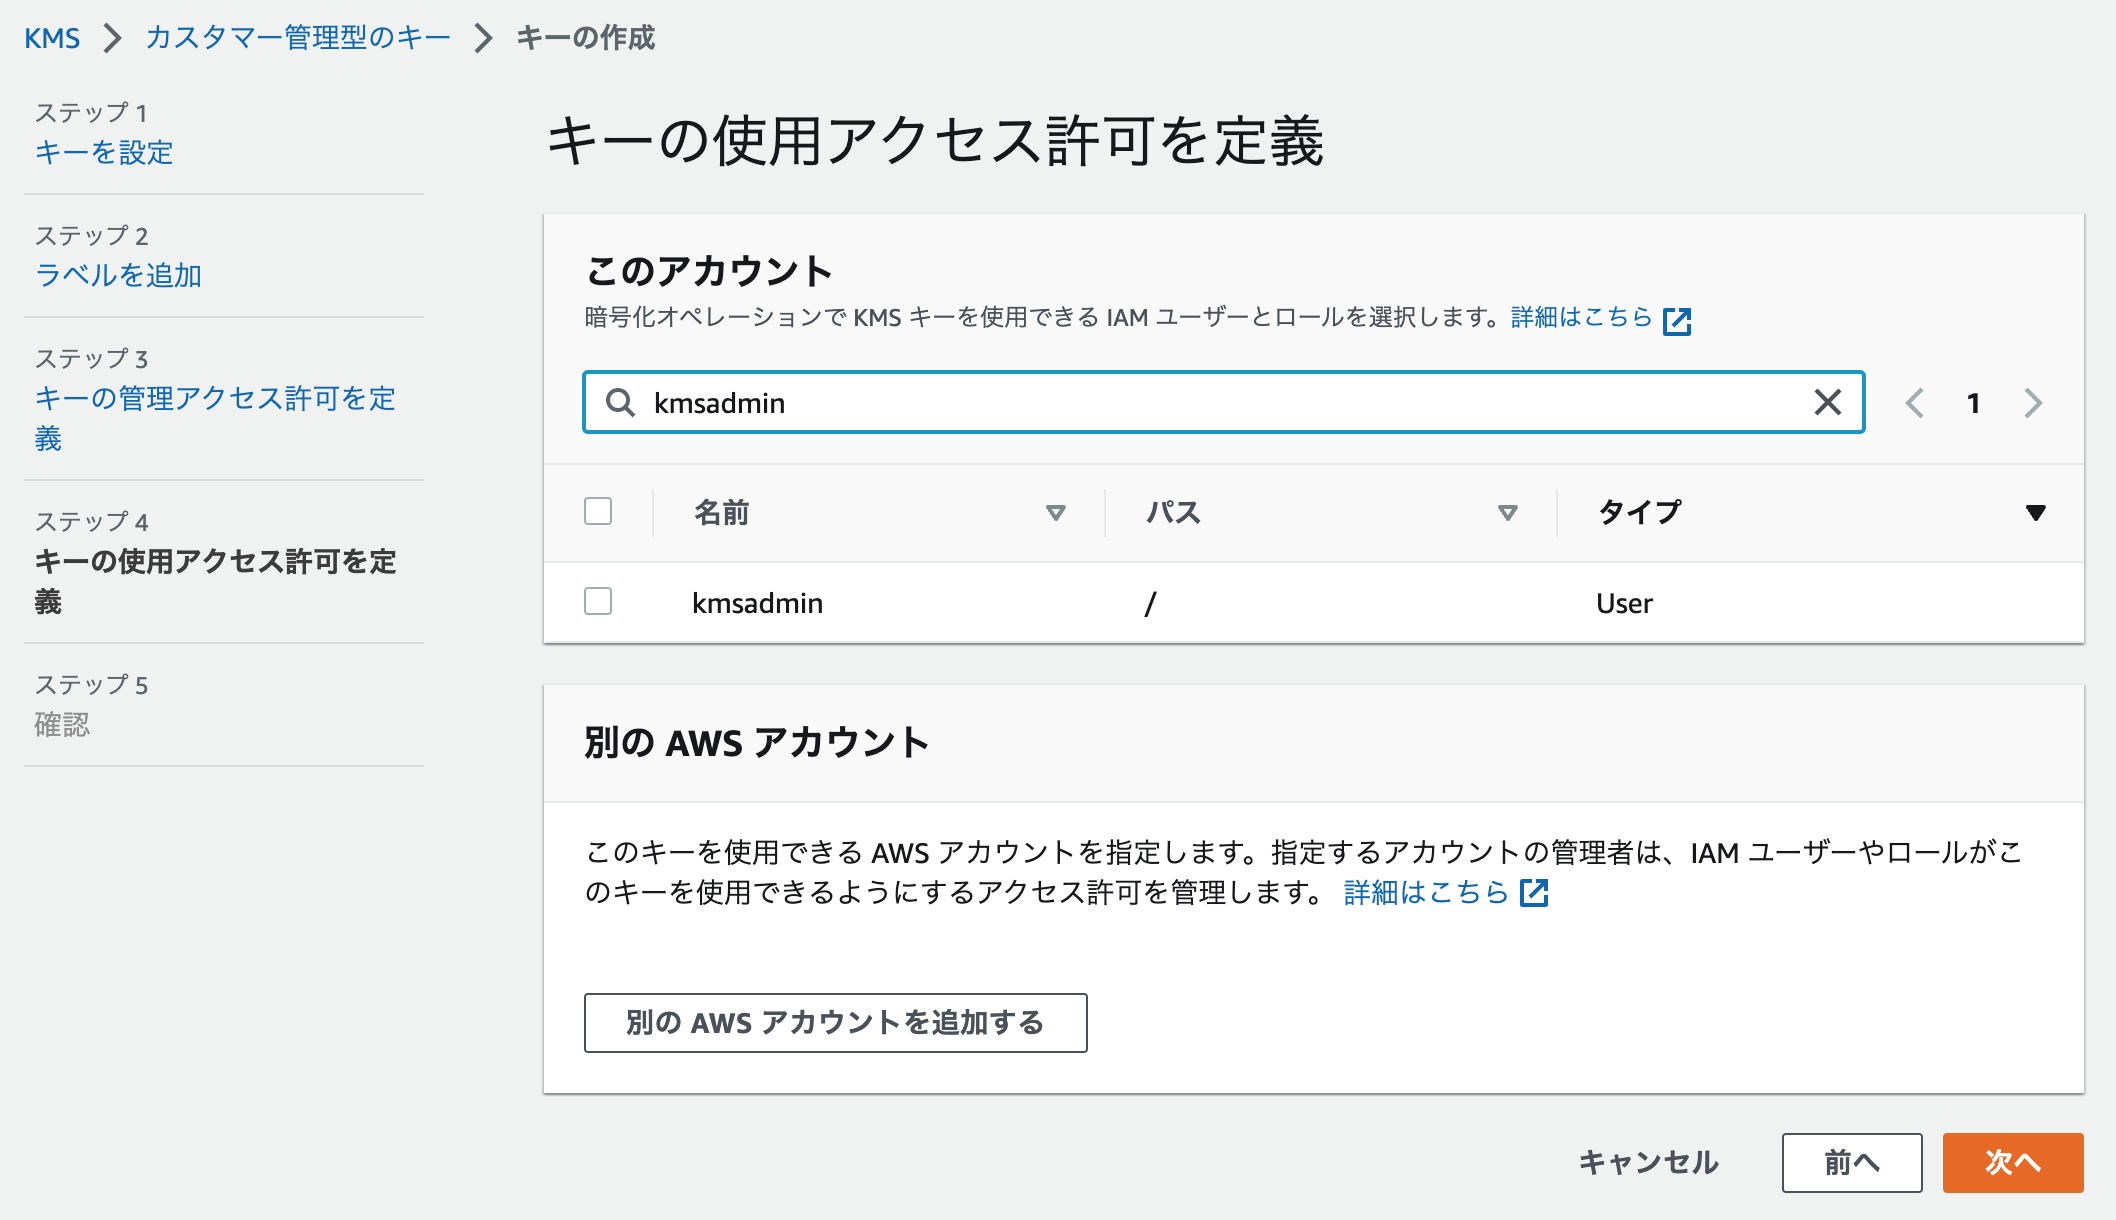 KMS カスタマー管理型のキー キーの作成
ステップ 1
キーを設定
ステップ 2
ラベルを追加
ステップ 3
キーの管理アクセス許可を定
義
ステップ 4
キーの使用アクセス許可を定
義
ステップ 5
確認
キーの使用アクセス許可を定義
このアカウント
暗号化オペレーションで KMS キーを使用できる IAM ユーザーとロールを選択します。詳細はこちら
kmsadmin
1
名前 パス タイプ
kmsadmin / User
別の AWS アカウント
このキーを使用できる AWS アカウントを指定します。指定するアカウントの管理者は、IAM ユーザーやロールがこ
のキーを使用できるようにするアクセス許可を管理します。 詳細はこちら
別の AWS アカウントを追加する
キャンセル 前へ 次へ